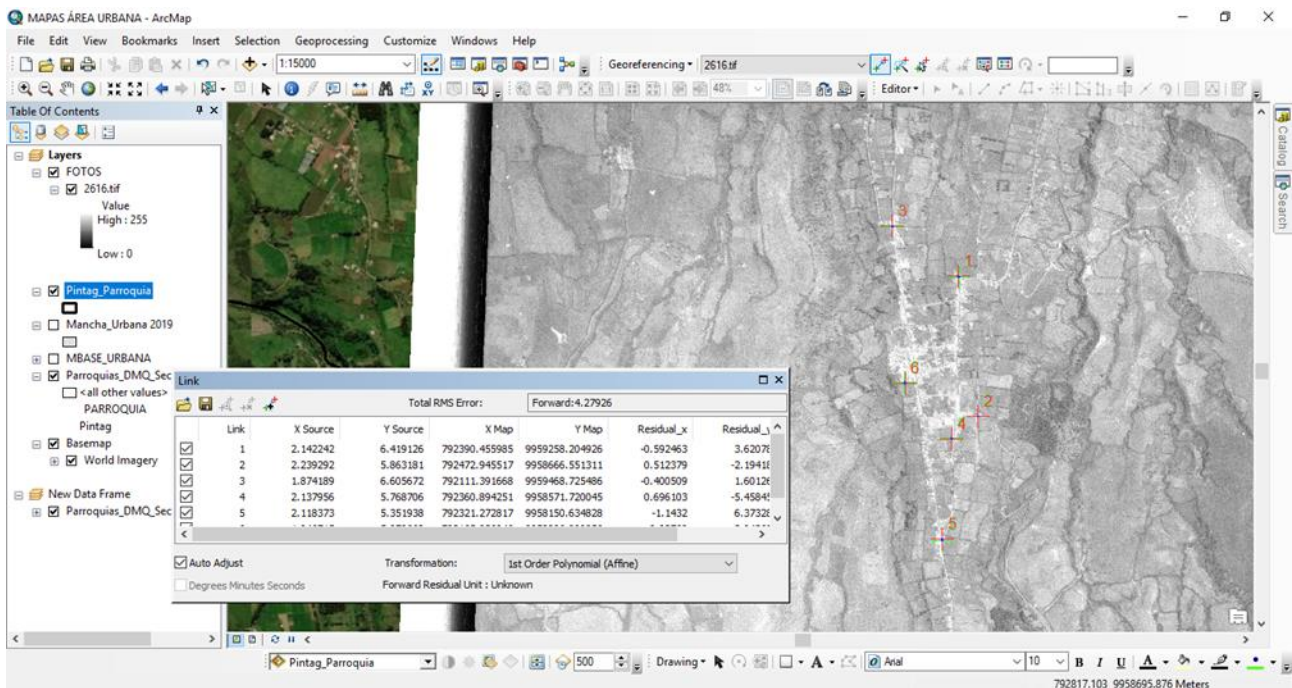 MAPAS ÁREA URBANA - ArcMap
File Edit View Bookmarks Insert Selection Geoprocessing Customize Windows Help
1:15000 Georeferencing 2616.tif
48% Editor
Table Of Contents
Layers
FOTOS
2616.tif
Value
High : 255
Low : 0
Pintag_Parroquia
Mancha_Urbana 2019
MBASE_URBANA
Parroquias_DMQ_Sec
<all other values>
PARROQUIA
Pintag
Basemap
World Imagery
New Data Frame
Parroquias_DMQ_Sec
3
1
6
2
4
5
Catalog
Search
Link
Total RMS Error: Forward:4.27926
Link X Source Y Source X Map Y Map Residual_x Residual_y
1 2.142242 6.419126 792390.455985 9959258.204926 -0.592463 3.62078
2 2.239292 5.863181 792472.945517 9958666.551311 0.512379 -2.19418
3 1.874189 6.605672 792111.391668 9959468.725486 -0.400509 1.60126
4 2.137956 5.768706 792360.894251 9958571.720045 0.696103 -5.45845
5 2.118373 5.351938 792321.272817 9958150.634828 -1.1432 6.37328
Auto Adjust Transformation: 1st Order Polynomial (Affine)
Degrees Minutes Seconds Forward Residual Unit : Unknown
Pintag_Parroquia 500 Drawing A Arial 10 B I U A
792817.103 9958695.876 Meters